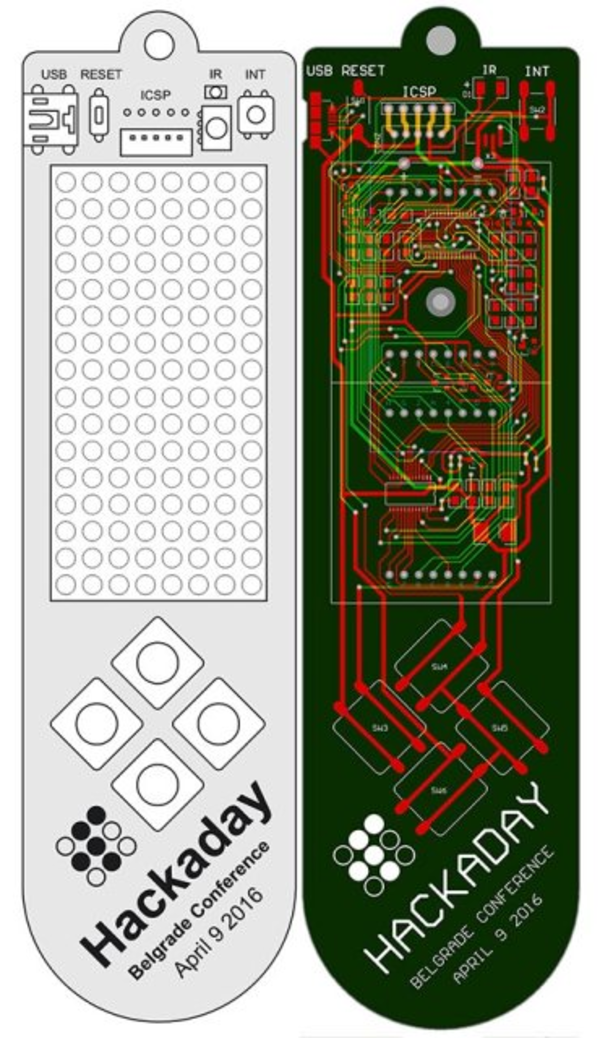 USB RESET IR INT
ICSP
Hackaday
Belgrade Conference
April 9 2016
USB RESET IR INT
ICSP
SW1
D1
SW2
SW4
SW3
SW5
SW6
HACKADAY
BELGRADE CONFERENCE
APRIL 9 2016